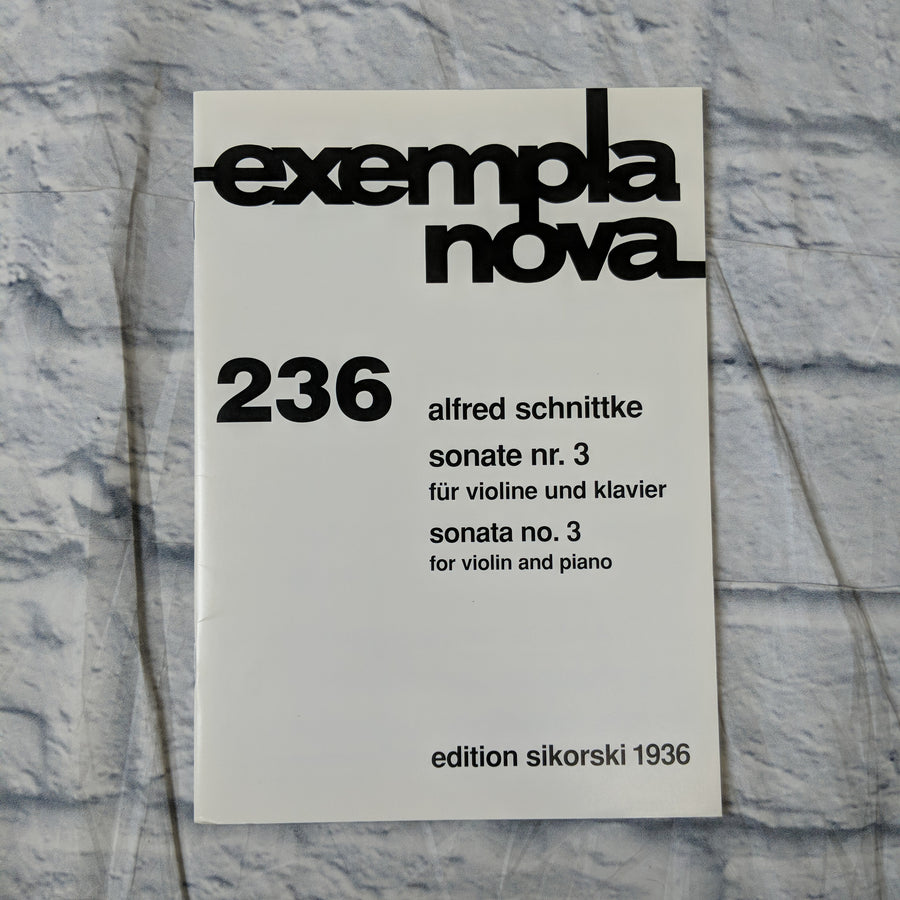 exempla
nova
236
alfred schnittke
sonate nr. 3
für violine und klavier
sonata no. 3
for violin and piano
edition sikorski 1936